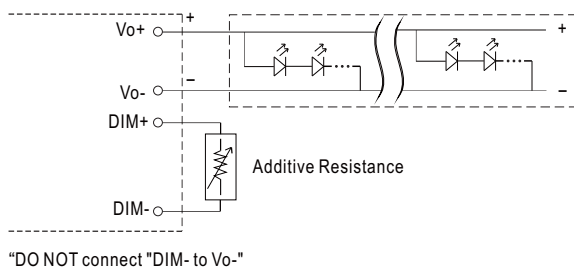 Vo+
+
+
Vo-
−
−
DIM+
Additive Resistance
DIM-
“DO NOT connect "DIM- to Vo-"